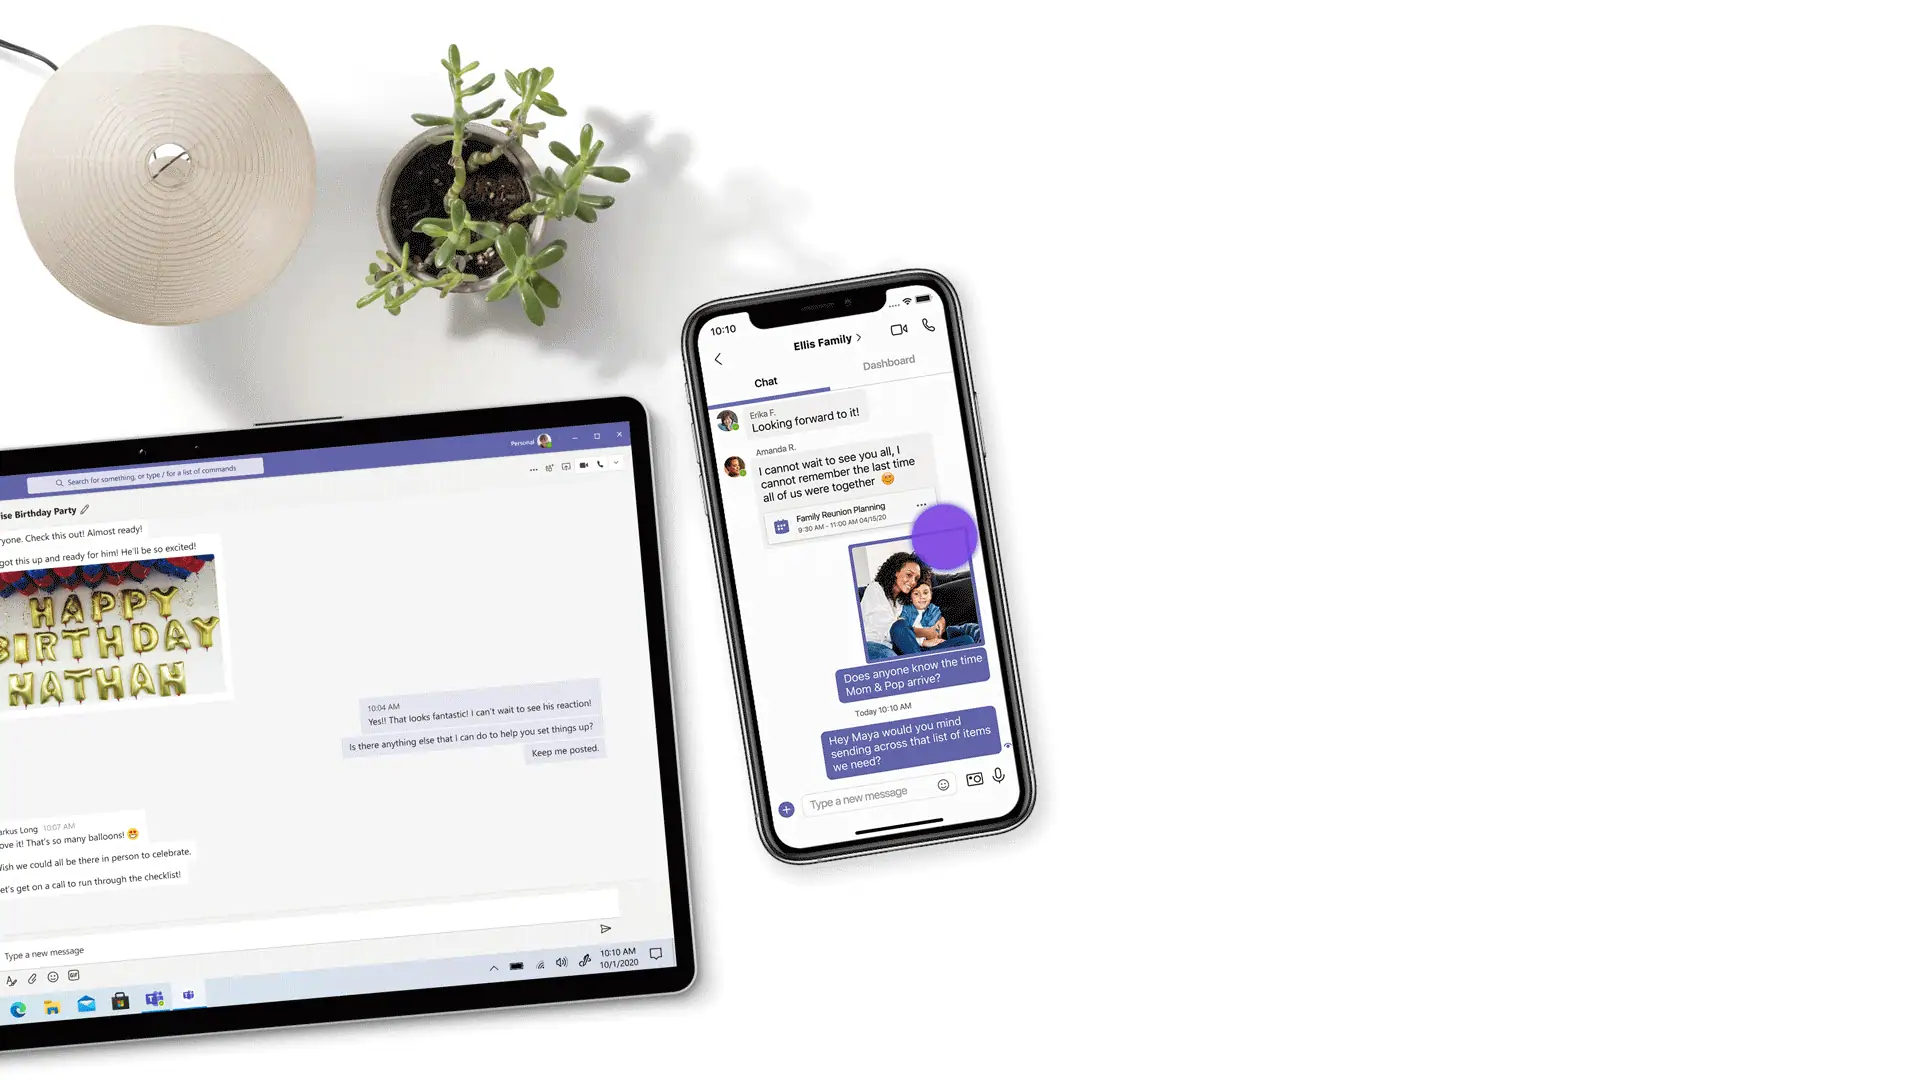 Personal
Search for something, or type / for a list of commands
ise Birthday Party
ryone. Check this out! Almost ready!
got this up and ready for him! He'll be so excited!
HAPPY
BIRTHDAY
NATHAN
10:04 AM
Yes!! That looks fantastic! I can't wait to see his reaction!
Is there anything else that I can do to help you set things up?
Keep me posted.
arkus Long 10:07 AM
ove it! That's so many balloons!
Wish we could all be there in person to celebrate.
et's get on a call to run through the checklist!
Type a new message
GIF
10:10 AM
10/1/2020
10:10
Ellis Family
Chat
Dashboard
Erika F.
Looking forward to it!
Amanda R.
I cannot wait to see you all, I
cannot remember the last time
all of us were together
Family Reunion Planning
9:30 AM - 11:00 AM 04/15/20
Does anyone know the time
Mom & Pop arrive?
Today 10:10 AM
Hey Maya would you mind
sending across that list of items
we need?
Type a new message